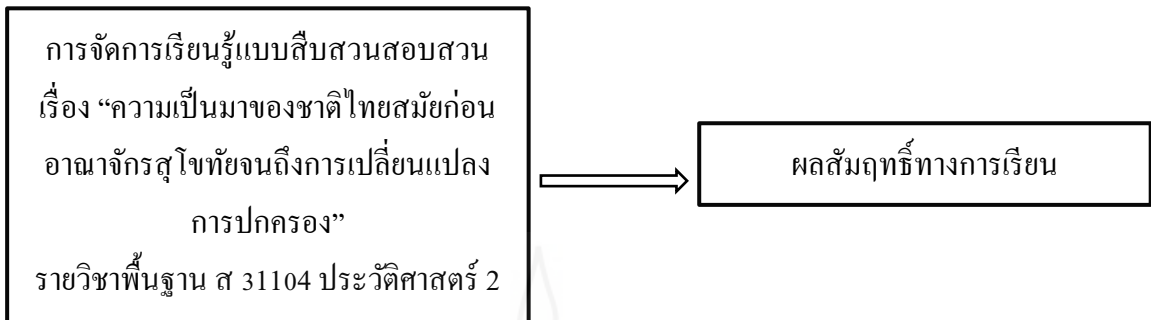 การจัดการเรียนรู้แบบสืบสวนสอบสวน
เรื่อง “ความเป็นมาของชาติไทยสมัยก่อน
อาณาจักรสุโขทัยจนถึงการเปลี่ยนแปลง
การปกครอง”
รายวิชาพื้นฐาน ส 31104 ประวัติศาสตร์ 2
ผลสัมฤทธิ์ทางการเรียน